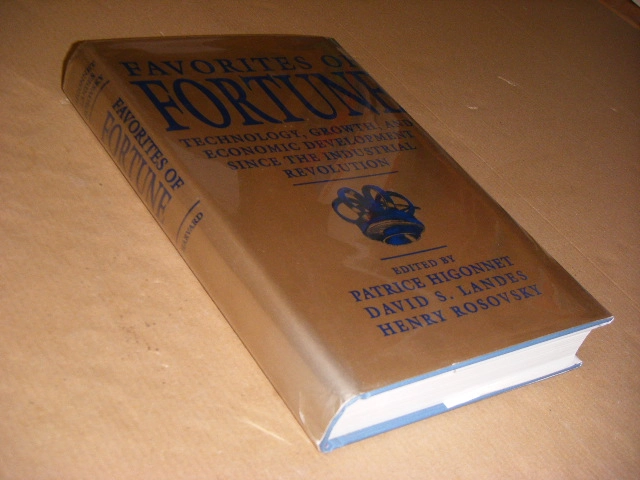 FAVORITES OF
FORTUNE
TECHNOLOGY, GROWTH, AND
ECONOMIC DEVELOPMENT
SINCE THE INDUSTRIAL
REVOLUTION
EDITED BY
PATRICE HIGONNET
DAVID S. LANDES
HENRY ROSOVSKY
FAVORITES OF
FORTUNE
HARVARD